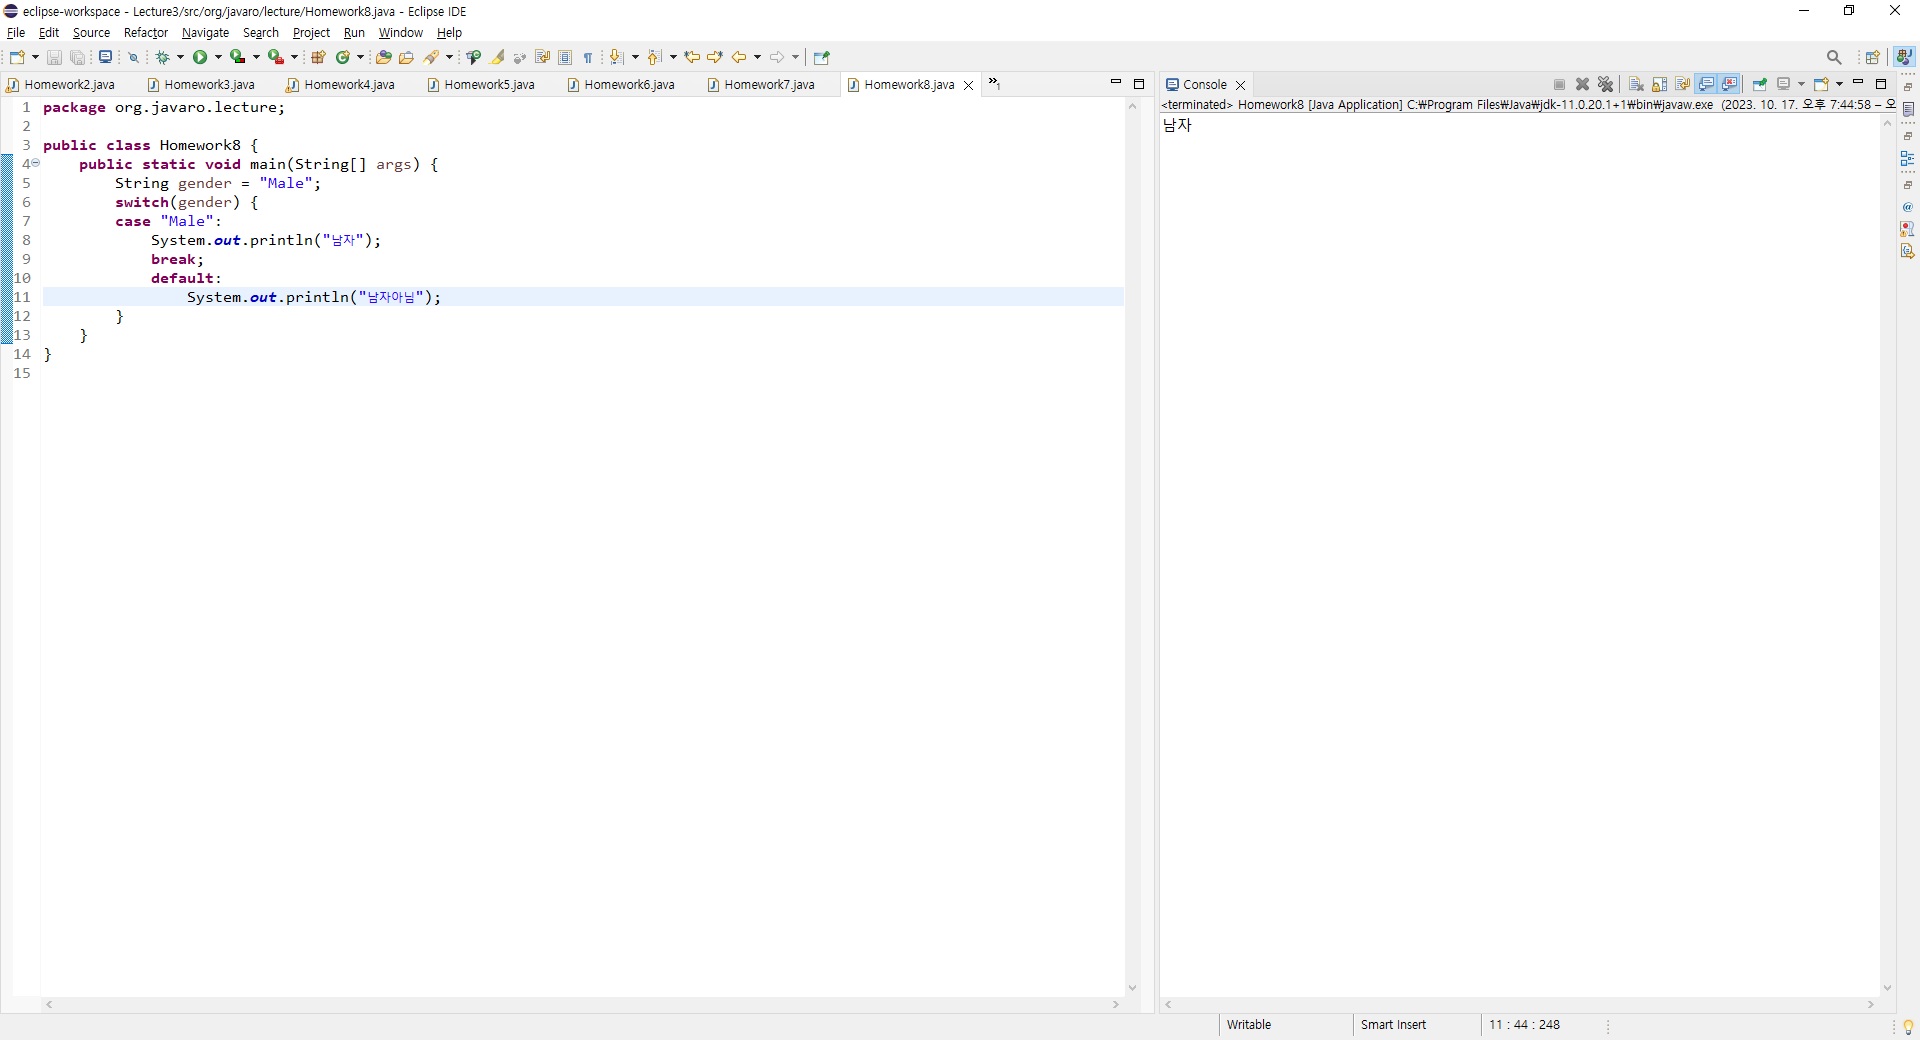 eclipse-workspace - Lecture3/src/org/javaro/lecture/Homework8.java - Eclipse IDE
File Edit Source Refactor Navigate Search Project Run Window Help
Homework2.java Homework3.java Homework4.java Homework5.java Homework6.java Homework7.java Homework8.java »1
1 package org.javaro.lecture;
2
3 public class Homework8 {
4 public static void main(String[] args) {
5 String gender = "Male";
6 switch(gender) {
7 case "Male":
8 System.out.println("남자");
9 break;
10 default:
11 System.out.println("남자아님");
12 }
13 }
14 }
15
Console
<terminated> Homework8 [Java Application] C:₩Program Files₩Java₩jdk-11.0.20.1+1₩bin₩javaw.exe (2023. 10. 17. 오후 7:44:58 – 오
남자
Writable Smart Insert 11 : 44 : 248